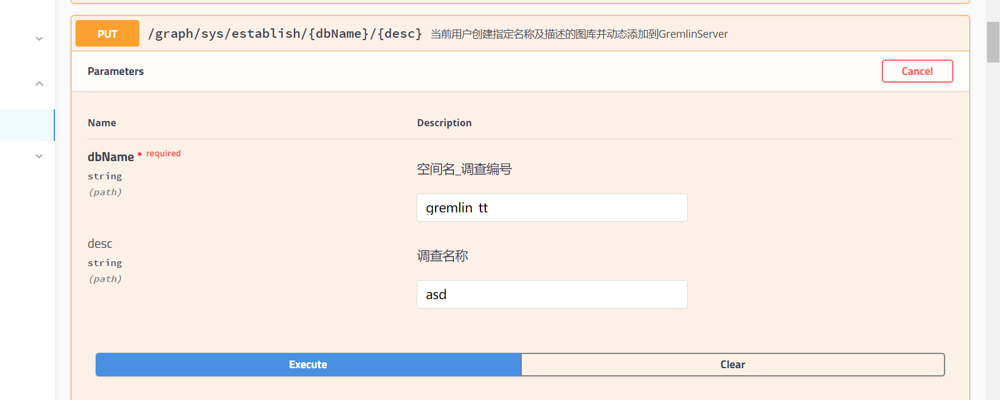 PUT /graph/sys/establish/{dbName}/{desc} 当前用户创建指定名称及描述的图库并动态添加到GremlinServer
Parameters Cancel
Name Description
dbName * required
string
(path)
空间名_调查编号
gremlin tt
desc
string
(path)
调查名称
asd
Execute Clear